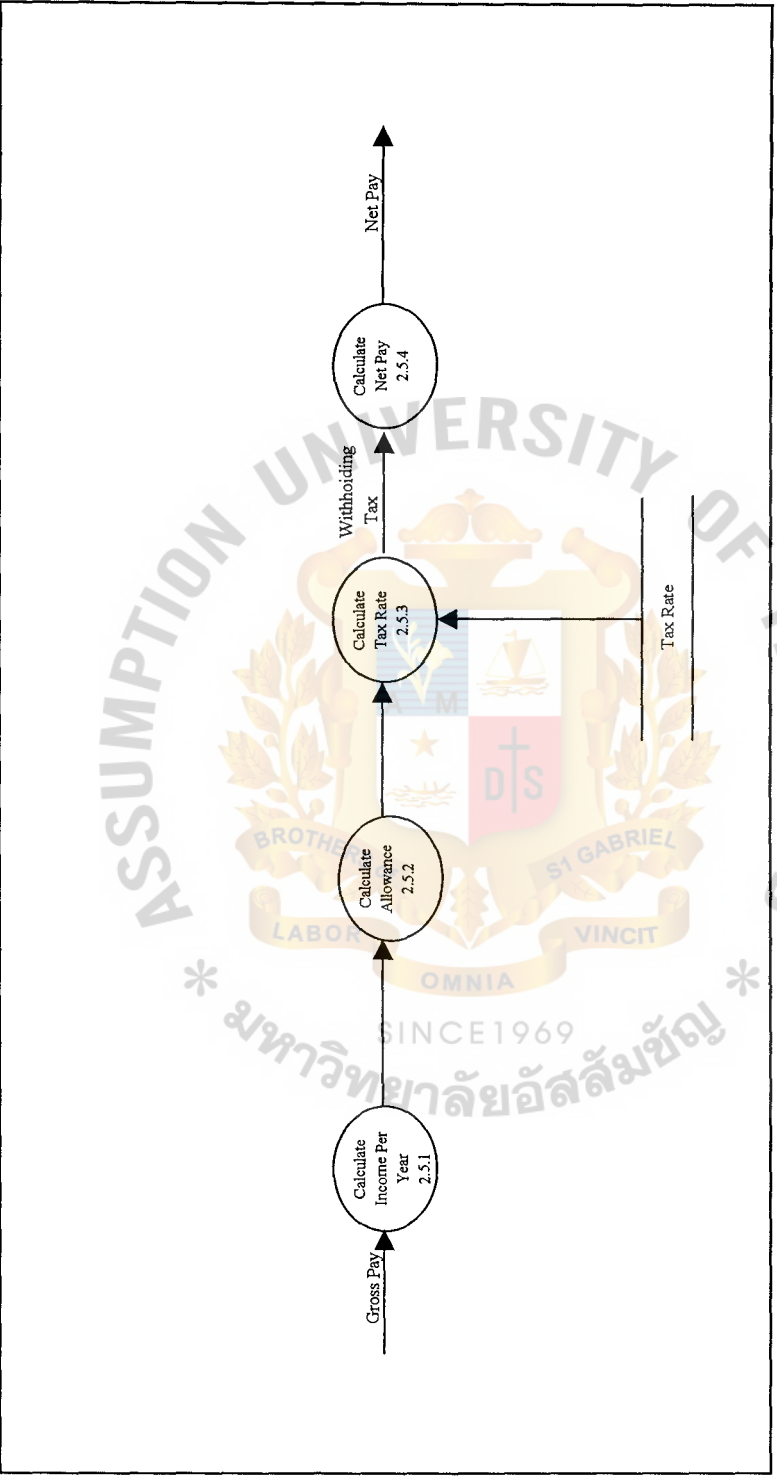 Gross Pay
Calculate
Income Per
Year
2.5.1
Calculate
Allowance
2.5.2
Calculate
Tax Rate
2.5.3
Tax Rate
Withhoiding
Tax
Calculate
Net Pay
2.5.4
Net Pay
ASSUMPTION UNIVERSITY OF
A M
D S
BROTHER
ST GABRIEL
LABOR
OMNIA
VINCIT
SINCE1969
* มหาวิทยาลัยอัสสัมชัญ *